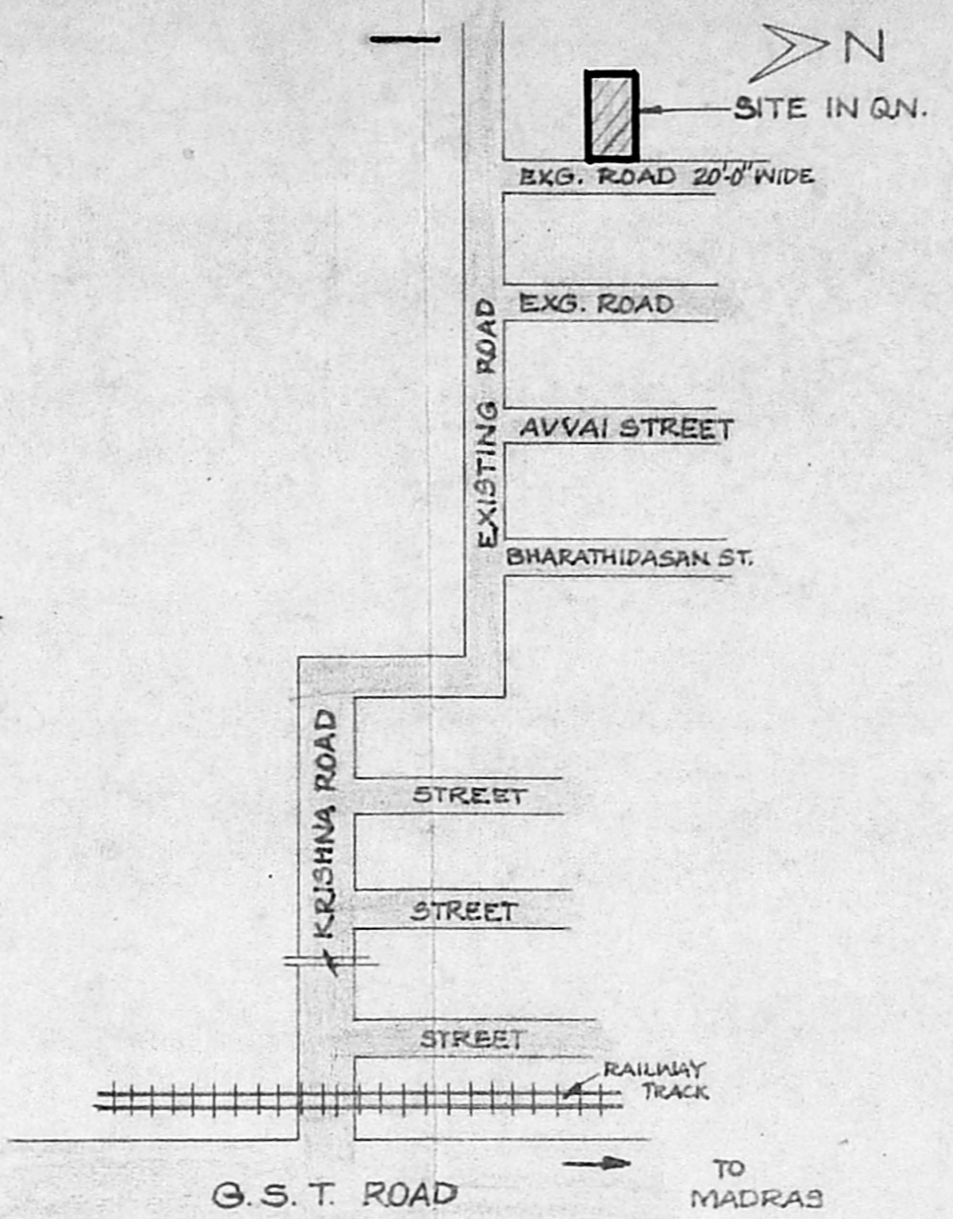 N
SITE IN QN.
EXG. ROAD 20'-0" WIDE
EXG. ROAD
EXISTING ROAD
AVVAI STREET
BHARATHIDASAN ST.
KRISHNA ROAD
STREET
STREET
STREET
RAILWAY
TRACK
G.S.T. ROAD
TO
MADRAS